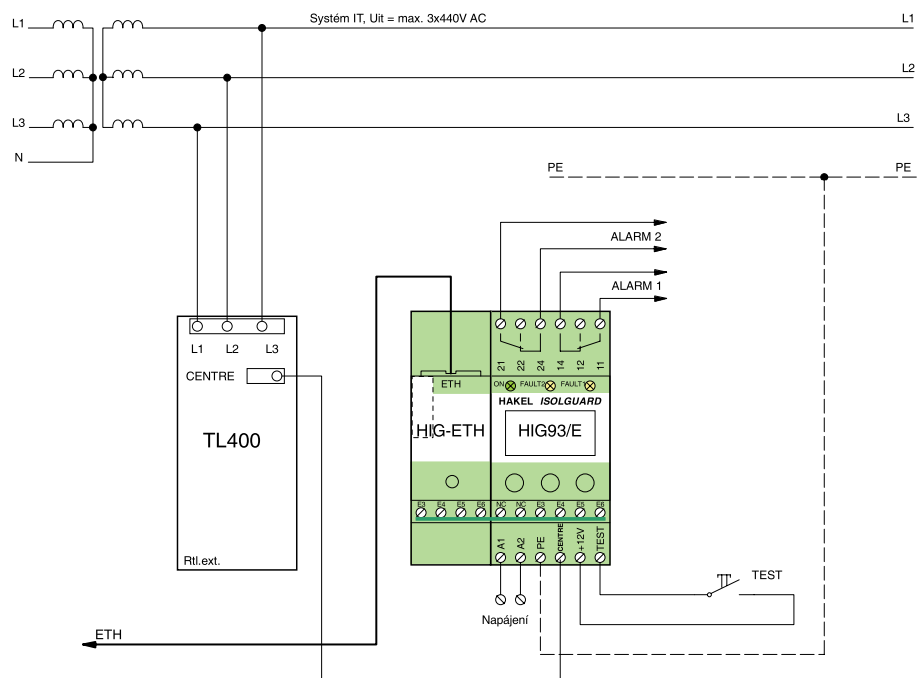 L1
Systém IT, Uit = max. 3x440V AC
L1
L2
L2
L3
L3
N
PE
PE
ALARM 2
ALARM 1
L1 L2 L3
CENTRE
TL400
Rtl.ext.
21 22 24 14 12 11
ETH
ON FAULT2 FAULT1
HAKEL ISOLGUARD
HIG-ETH
HIG93/E
E3 E4 E5 E6 NC NC E3 E4 E5 E6
A1 A2 PE CENTRE +12V TEST
TEST
Napájení
ETH